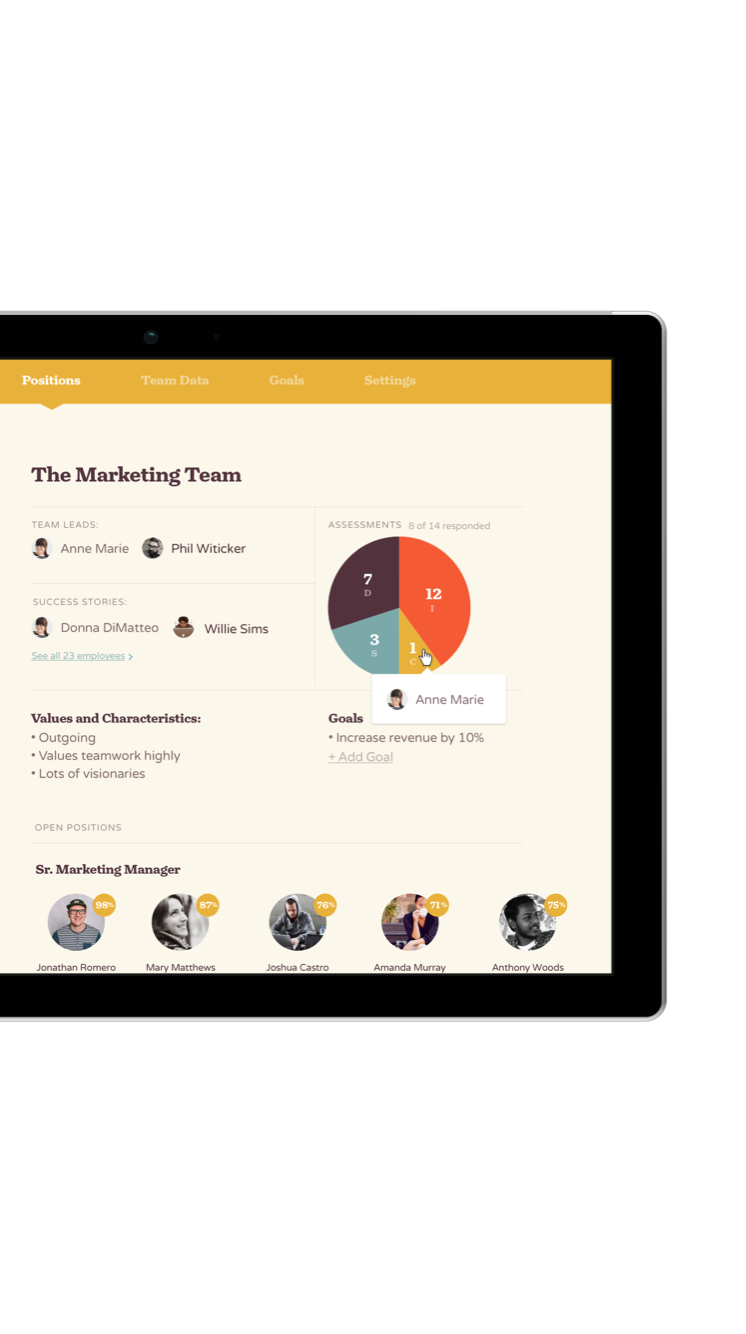 Positions Team Data Goals Settings
The Marketing Team
TEAM LEADS:
Anne Marie Phil Witicker
SUCCESS STORIES:
Donna DiMatteo Willie Sims
See all 23 employees >
ASSESSMENTS 8 of 14 responded
7
D
12
I
3
S
1
C
Anne Marie
Values and Characteristics:
• Outgoing
• Values teamwork highly
• Lots of visionaries
Goals
• Increase revenue by 10%
+ Add Goal
OPEN POSITIONS
Sr. Marketing Manager
98% 87% 76% 71% 75%
Jonathan Romero Mary Matthews Joshua Castro Amanda Murray Anthony Woods